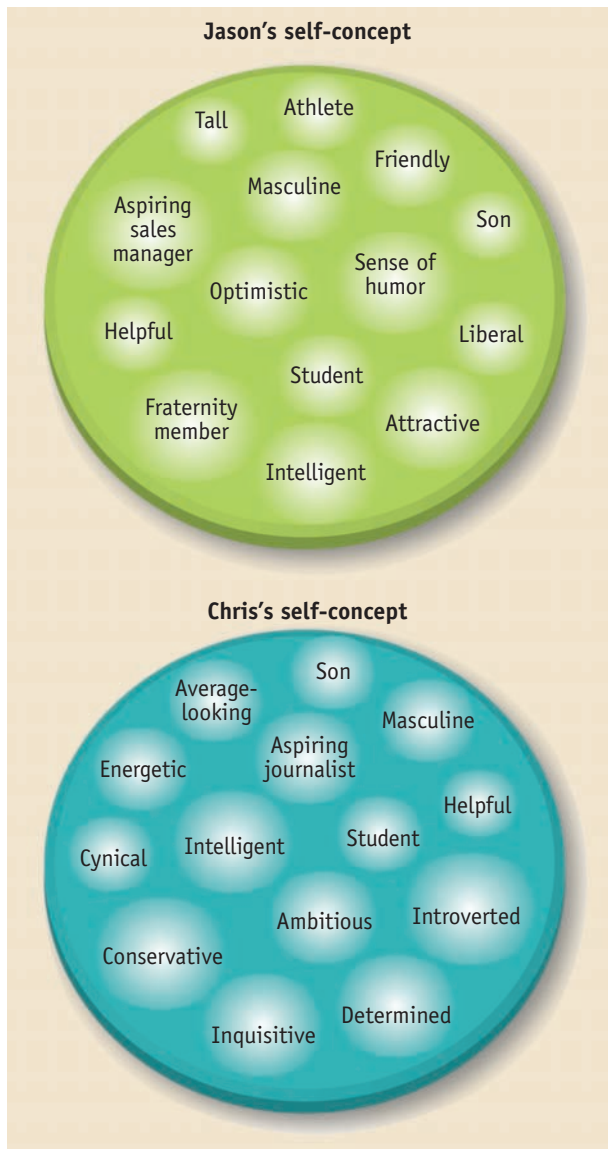 Jason's self-concept
Tall
Athlete
Friendly
Masculine
Aspiring
sales
manager
Son
Sense of
humor
Optimistic
Helpful
Liberal
Student
Fraternity
member
Attractive
Intelligent
Chris's self-concept
Son
Average-
looking
Masculine
Aspiring
journalist
Energetic
Helpful
Student
Intelligent
Cynical
Introverted
Ambitious
Conservative
Determined
Inquisitive